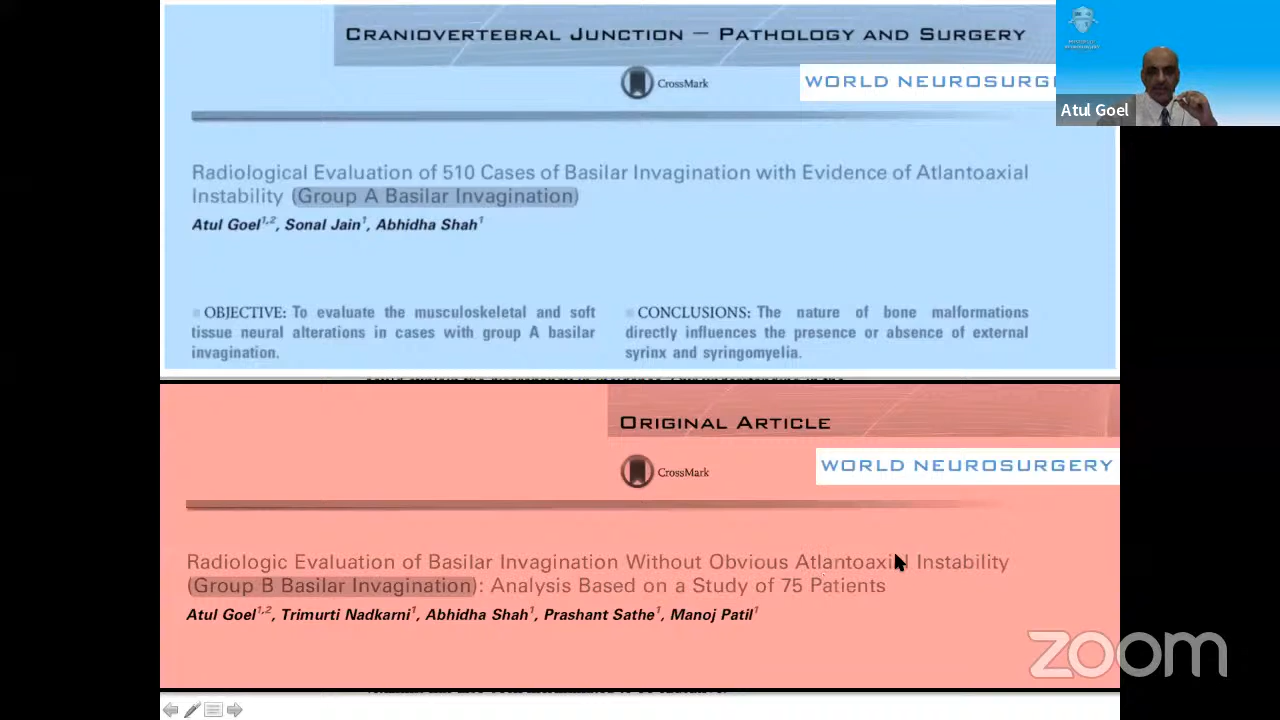 CRANIOVERTEBRAL JUNCTION – PATHOLOGY AND SURGERY
CrossMark
WORLD NEUROSURGE
Atul Goel
Radiological Evaluation of 510 Cases of Basilar Invagination with Evidence of Atlantoaxial
Instability (Group A Basilar Invagination)
Atul Goel1,2, Sonal Jain1, Abhidha Shah1
OBJECTIVE: To evaluate the musculoskeletal and soft
tissue neural alterations in cases with group A basilar
invagination.
CONCLUSIONS: The nature of bone malformations
directly influences the presence or absence of external
syrinx and syringomyelia.
ORIGINAL ARTICLE
CrossMark
WORLD NEUROSURGERY
Radiologic Evaluation of Basilar Invagination Without Obvious Atlantoaxial Instability
(Group B Basilar Invagination): Analysis Based on a Study of 75 Patients
Atul Goel1,2, Trimurti Nadkarni1, Abhidha Shah1, Prashant Sathe1, Manoj Patil1
zoom